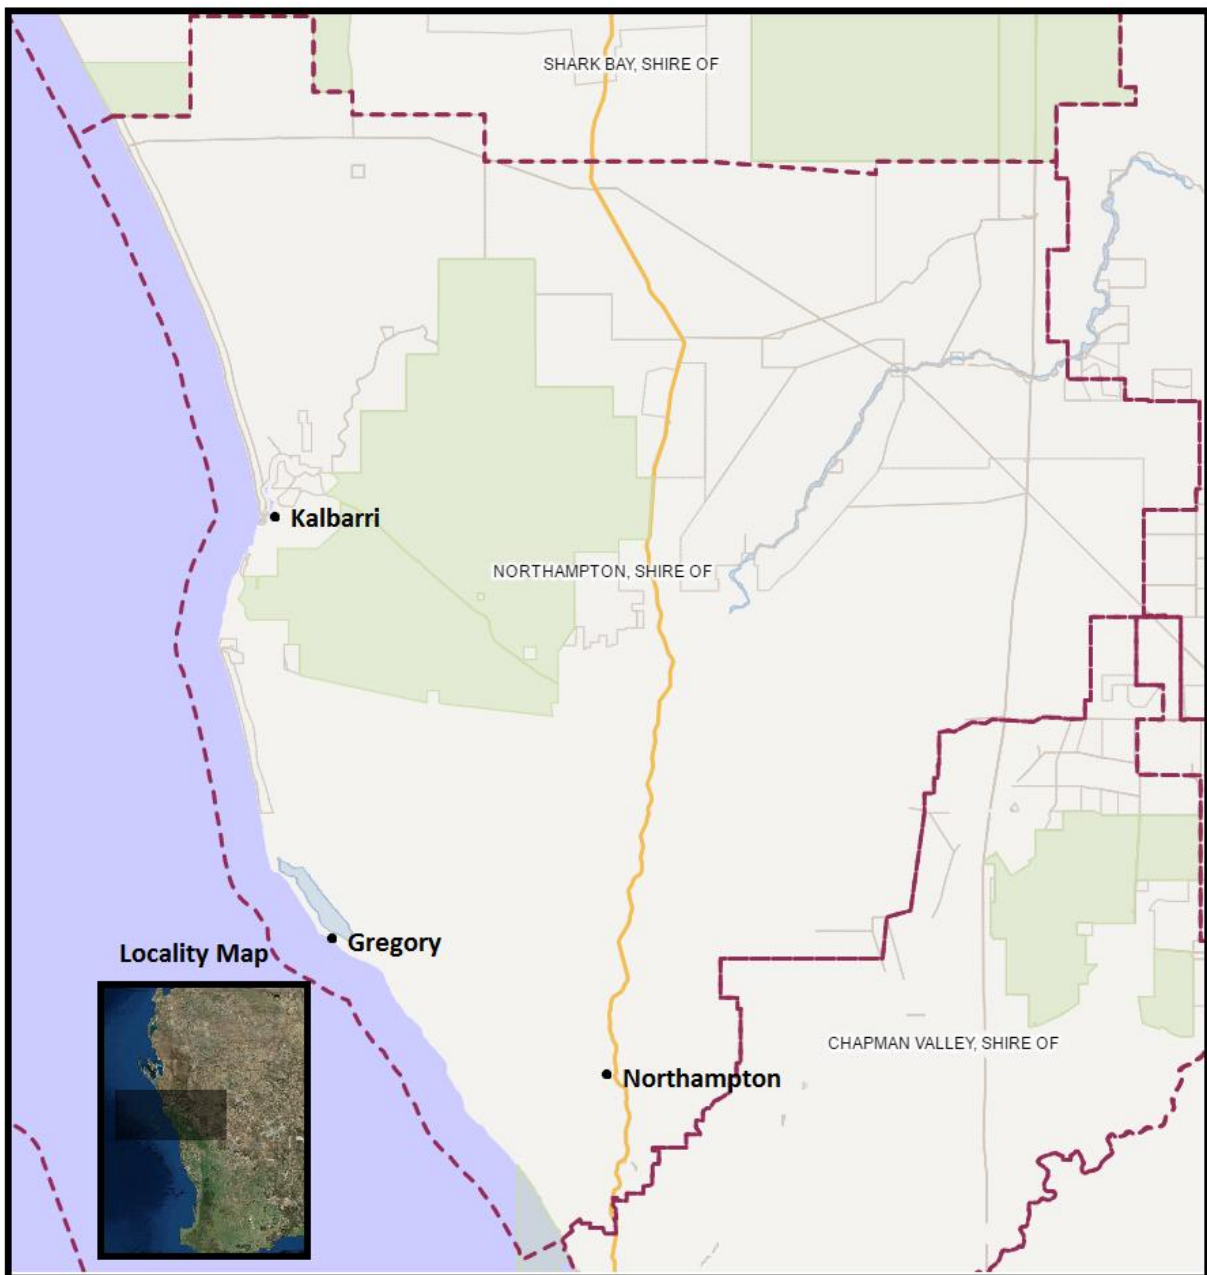 SHARK BAY, SHIRE OF
Kalbarri
NORTHAMPTON, SHIRE OF
Gregory
Locality Map
CHAPMAN VALLEY, SHIRE OF
Northampton